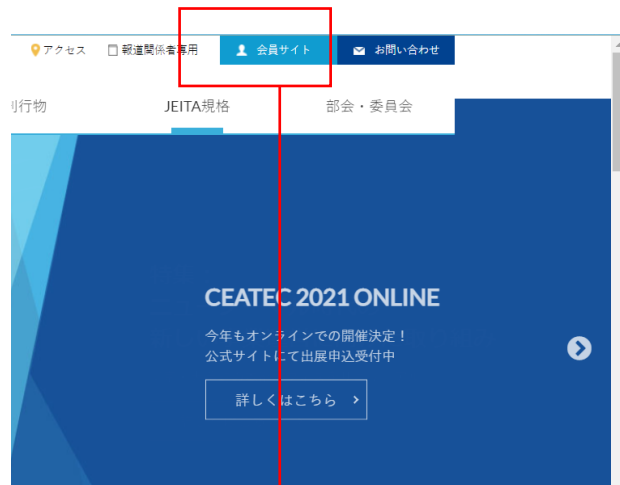 アクセス 報道関係者専用 会員サイト お問い合わせ
刊行物 JEITA規格 部会・委員会
CEATEC 2021 ONLINE
今年もオンラインでの開催決定！
公式サイトにて出展申込受付中
詳しくはこちら